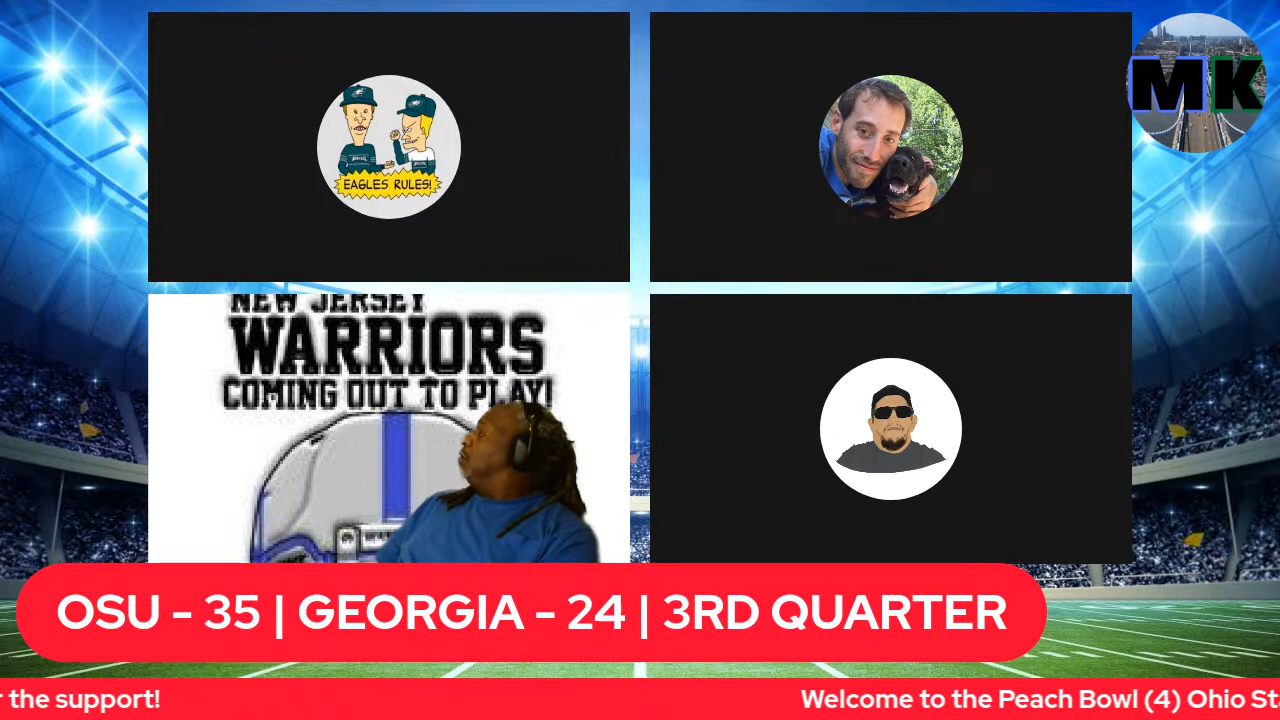 MK
EAGLES RULES!
NEW JERSEY
WARRIORS
COMING OUT TO PLAY!
OSU - 35 | GEORGIA - 24 | 3RD QUARTER
r the support!
Welcome to the Peach Bowl (4) Ohio St